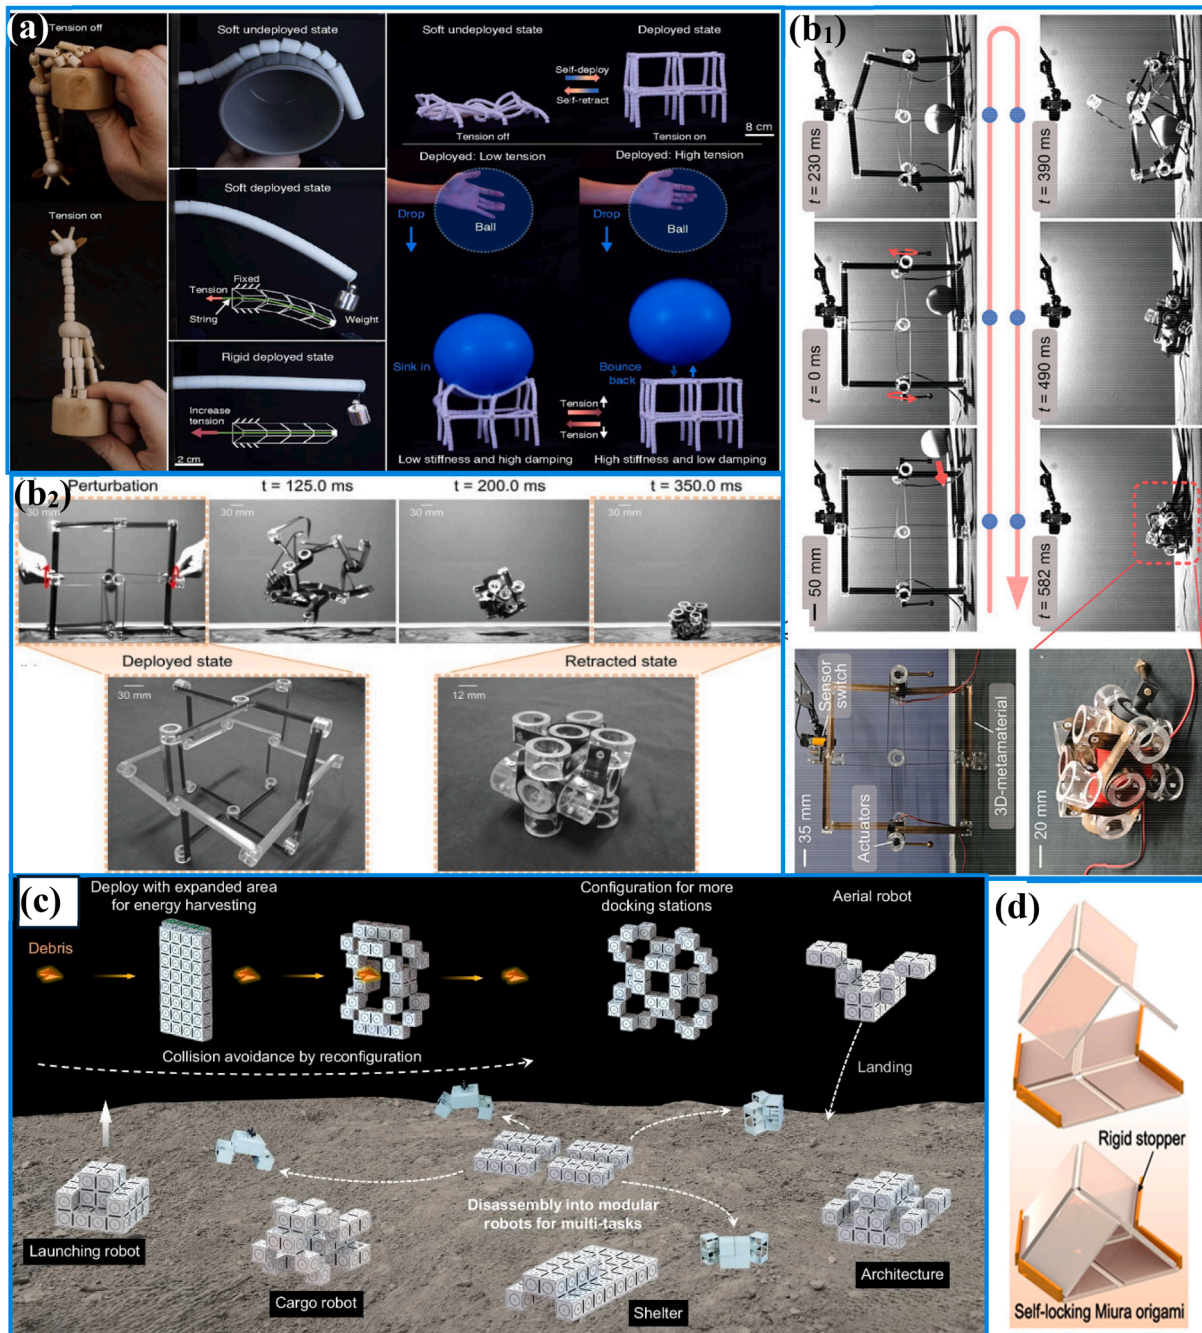 (a)
Tension off
Tension on
Soft undeployed state
Soft deployed state
Fixed
Tension
String
Weight
Rigid deployed state
Increase
tension
2 cm
Soft undeployed state
Deployed state
Self-deploy
Self-retract
Tension off
Tension on
8 cm
Deployed: Low tension
Deployed: High tension
Drop
Ball
Drop
Ball
Sink in
Bounce
back
Tension
Tension
Low stiffness and high damping
High stiffness and low damping
(b₁)
t = 230 ms
t = 390 ms
t = 0 ms
t = 490 ms
50 mm
t = 582 ms
35 mm
Sensor
switch
Actuators
3D-metamaterial
20 mm
(b₂)
Perturbation
t = 125.0 ms
t = 200.0 ms
t = 350.0 ms
30 mm
30 mm
30 mm
30 mm
Deployed state
Retracted state
30 mm
12 mm
(c)
Deploy with expanded area
for energy harvesting
Configuration for more
docking stations
Aerial robot
Debris
Collision avoidance by reconfiguration
Landing
Launching robot
Cargo robot
Disassembly into modular
robots for multi-tasks
Shelter
Architecture
(d)
Rigid stopper
Self-locking Miura origami